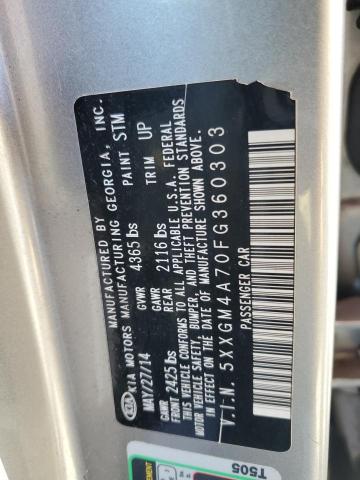 KIA
MANUFACTURED BY
KIA MOTORS MANUFACTURING GEORGIA, INC.
MAY/27/14 GVWR 4365 lbs PAINT STM
GAWR FRONT 2425 lbs GAWR REAR 2116 lbs TRIM UP
THIS VEHICLE CONFORMS TO ALL APPLICABLE U.S.A. FEDERAL
MOTOR VEHICLE SAFETY, BUMPER, AND THEFT PREVENTION STANDARDS
IN EFFECT ON THE DATE OF MANUFACTURE SHOWN ABOVE.
V.I.N. 5XXGM4A70FG360303
PASSENGER CAR
T505